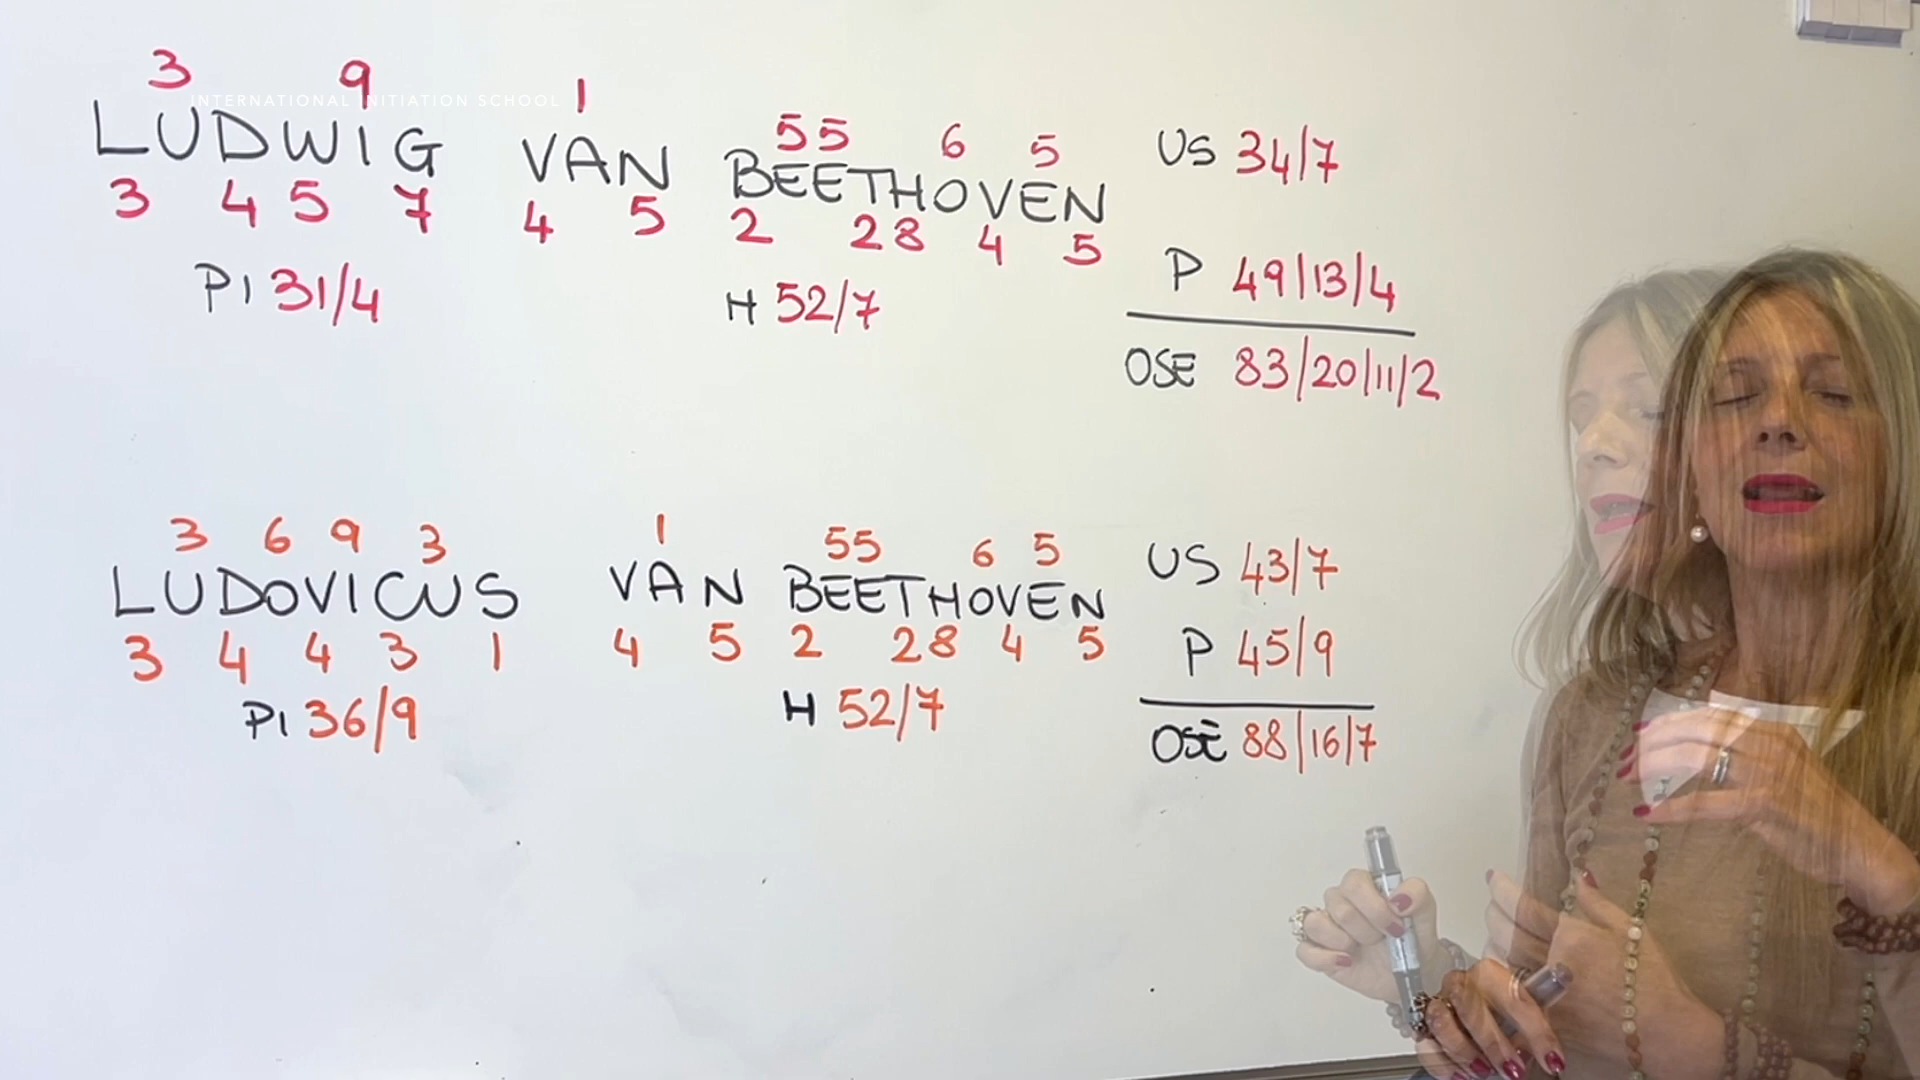 3 9 1
INTERNATIONAL INITIATION SCHOOL
55 6 5
LUDWIG VAN BEETHOVEN US 34/7
3 4 5 7 4 5 2 28 4 5
PI 31/4 H 52/7 P 49/13/4
OSE 83/20/11/2
3 6 9 3 1 55 6 5
LUDOVICUS VAN BEETHOVEN US 43/7
3 4 4 3 1 4 5 2 28 4 5 P 45/9
PI 36/9 H 52/7 OSE 88/16/7